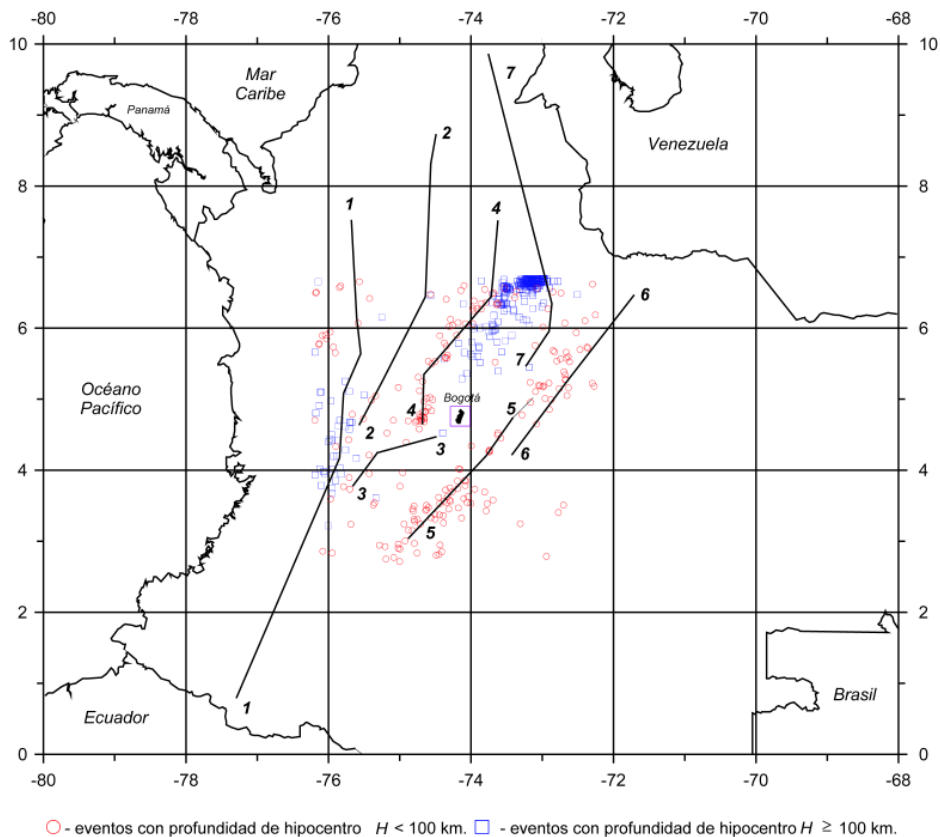 -80 -78 -76 -74 -72 -70 -68
10 10
Mar
Caribe
7
Panamá
2
Venezuela
8 8
1
4
6
6 6
Océano
Pacífico
7
Bogotá
5
4
2
3
6
4 4
3
5
2 2
1
Ecuador
Brasil
0 0
-80 -78 -76 -74 -72 -70 -68
- eventos con profundidad de hipocentro H < 100 km. - eventos con profundidad de hipocentro H ≥ 100 km.